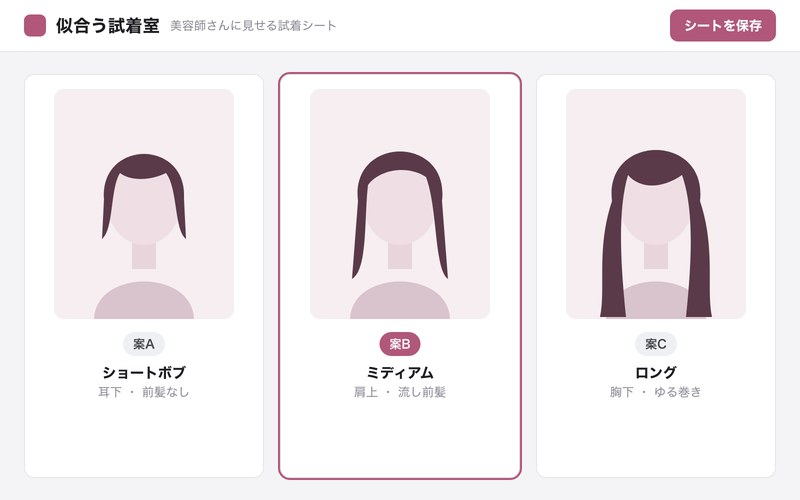 似合う試着室 美容師さんに見せる試着シート シートを保存
案A
ショートボブ
耳下 ・ 前髪なし
案B
ミディアム
肩上 ・ 流し前髪
案C
ロング
胸下 ・ ゆる巻き